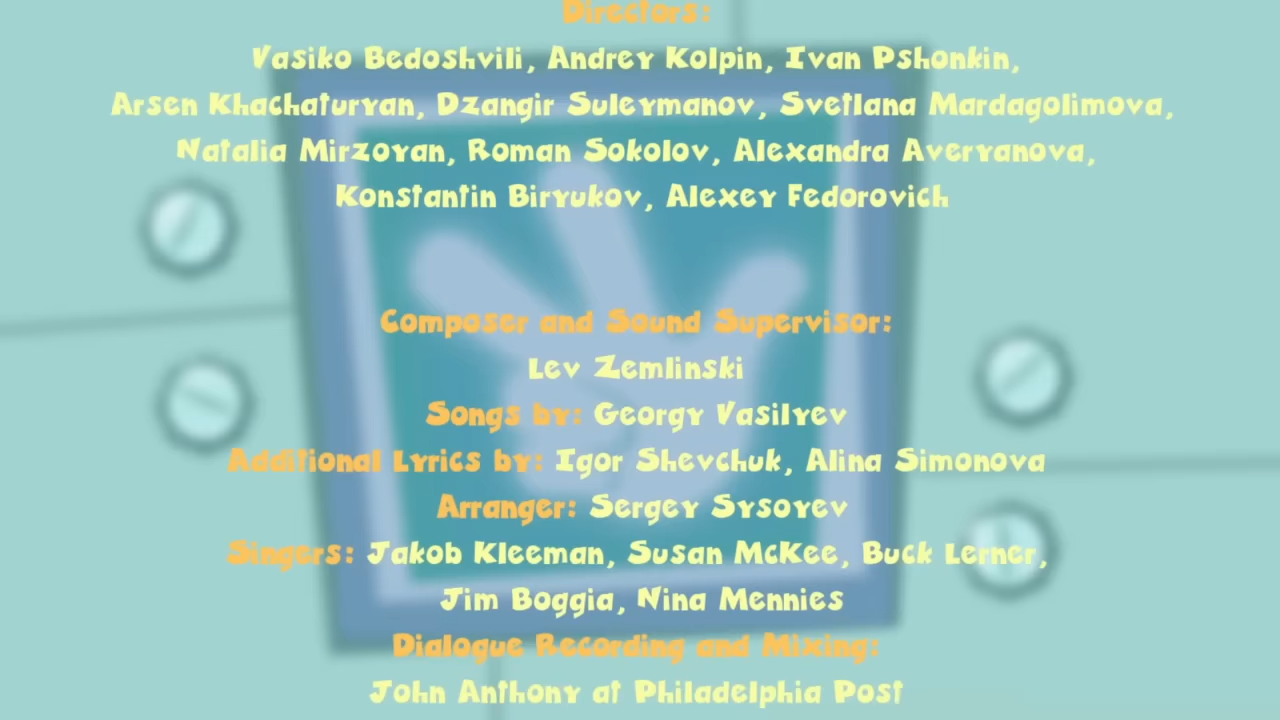 Directors:
Vasiko Bedoshvili, Andrey Kolpin, Ivan Pshonkin,
Arsen Khachaturyan, Dzangir Suleymanov, Svetlana Mardagolimova,
Natalia Mirzoyan, Roman Sokolov, Alexandra Averyanova,
Konstantin Biryukov, Alexey Fedorovich
Composer and Sound Supervisor:
Lev Zemlinski
Songs by: Georgy Vasilyev
Additional Lyrics by: Igor Shevchuk, Alina Simonova
Arranger: Sergey Sysoyev
Singers: Jakob Kleeman, Susan McKee, Buck Lerner,
Jim Boggia, Nina Mennies
Dialogue Recording and Mixing:
John Anthony at Philadelphia Post